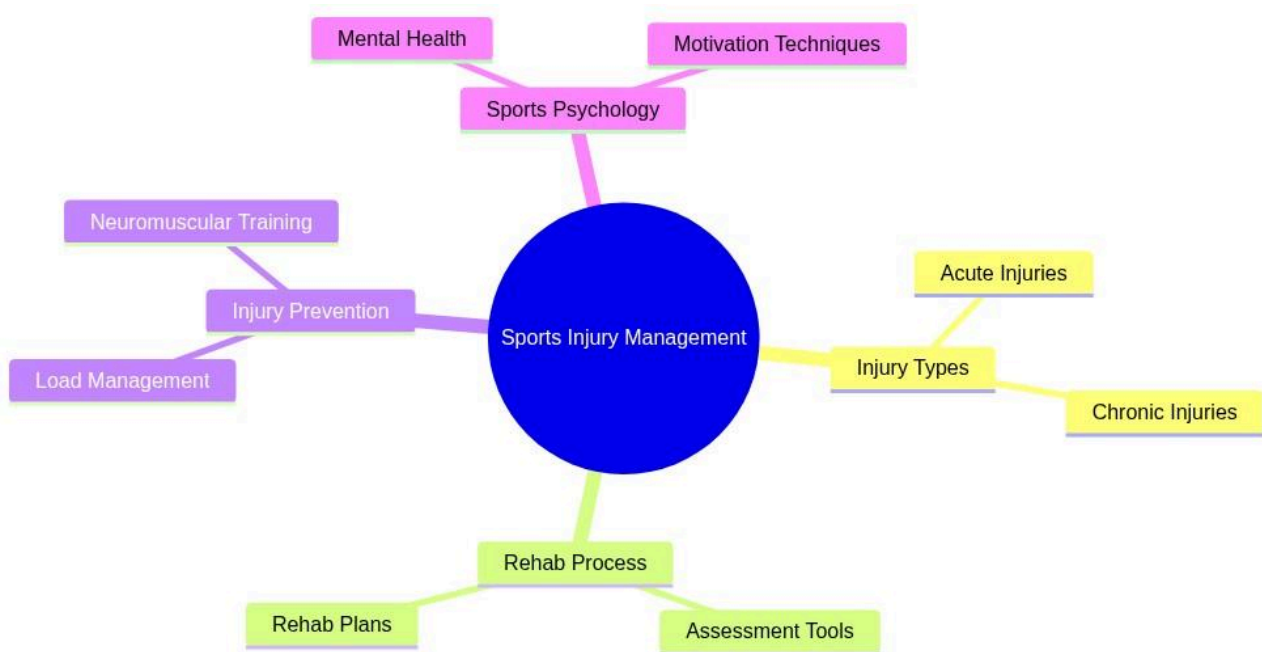 Mental Health
Motivation Techniques
Sports Psychology
Neuromuscular Training
Injury Prevention
Load Management
Sports Injury Management
Acute Injuries
Injury Types
Chronic Injuries
Rehab Process
Rehab Plans
Assessment Tools